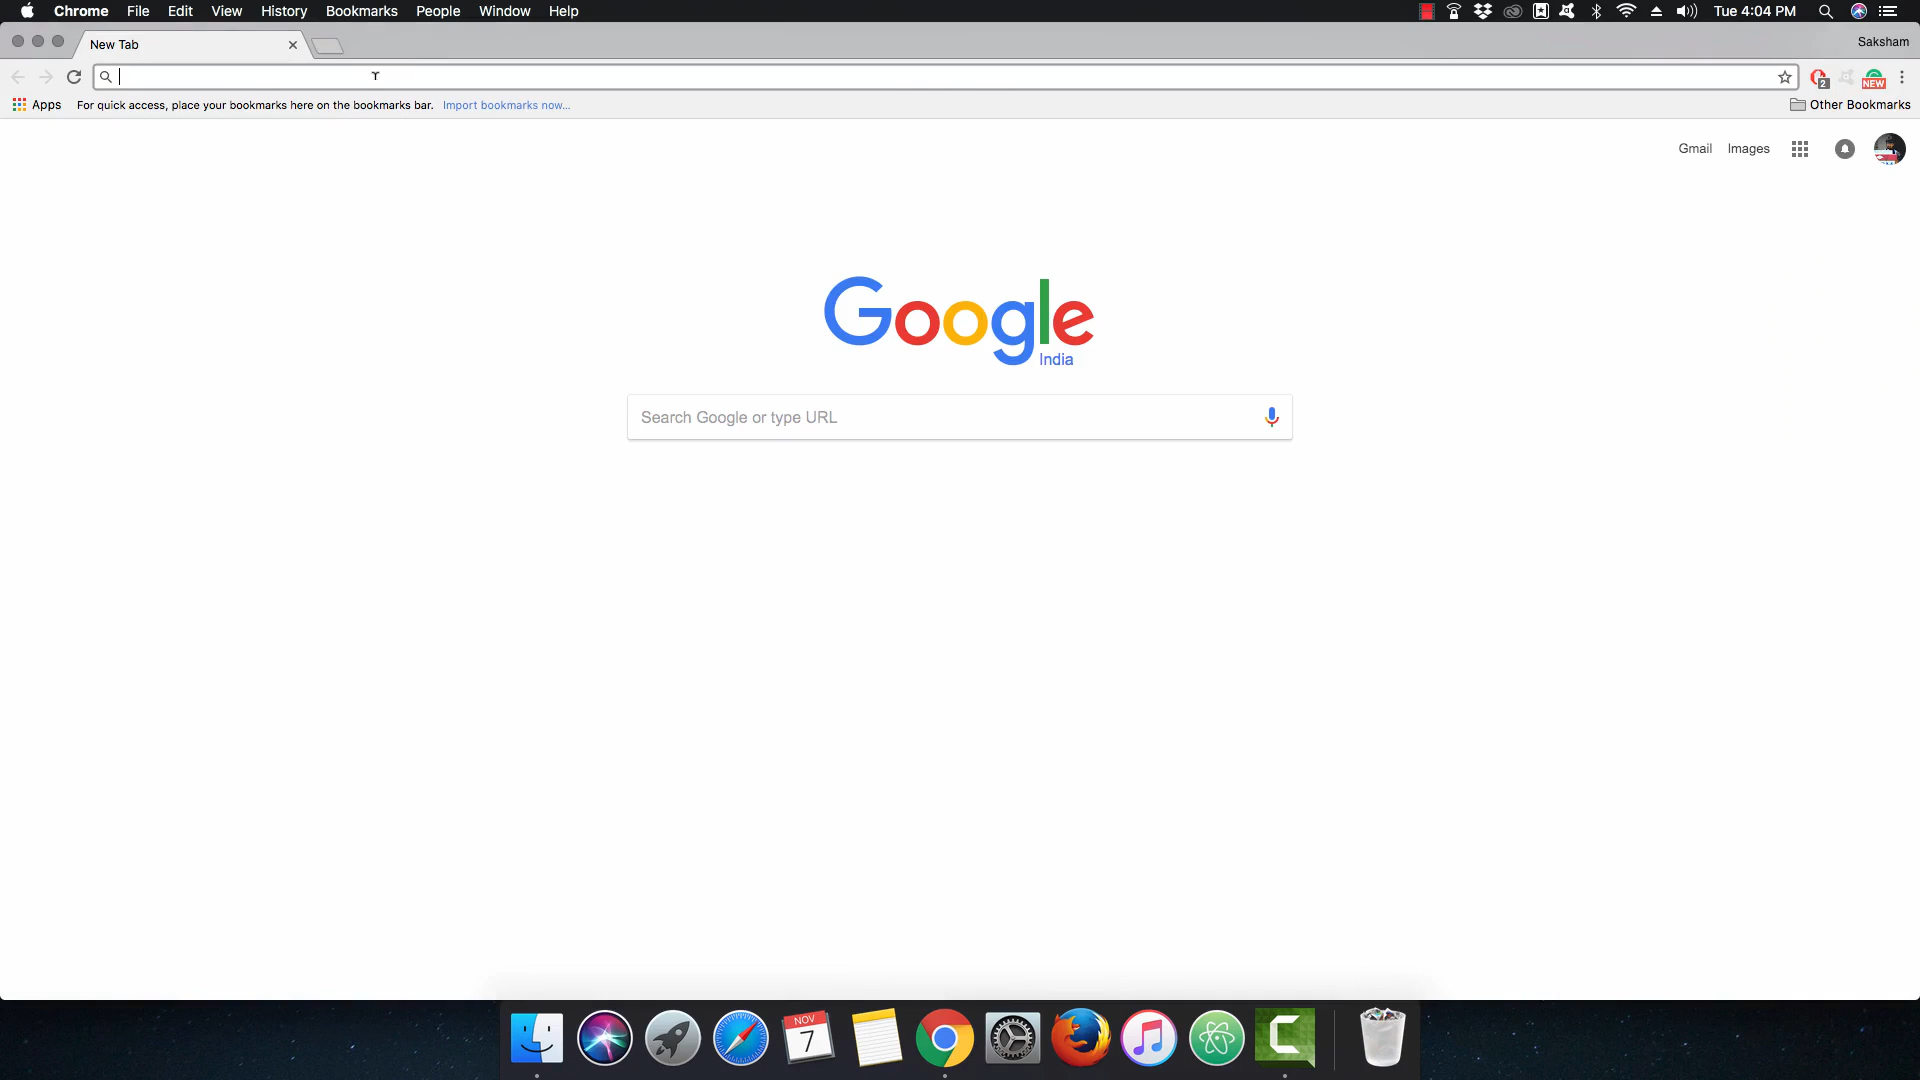 Chrome File Edit View History Bookmarks People Window Help Tue 4:04 PM
New Tab Saksham
2 NEW
Apps For quick access, place your bookmarks here on the bookmarks bar. Import bookmarks now... Other Bookmarks
Gmail Images
Google
India
Search Google or type URL
NOV
7